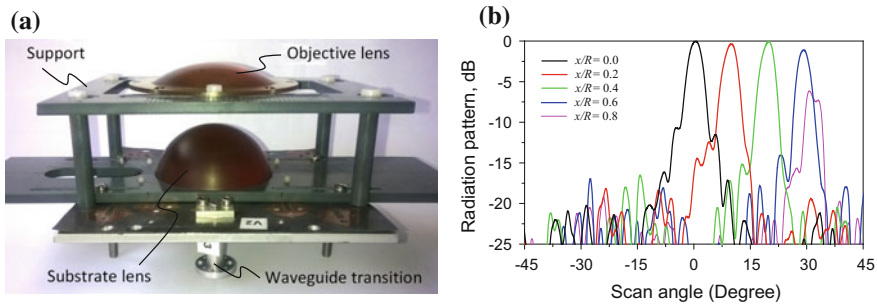 (a)
Support
Objective lens
Substrate lens
Waveguide transition
(b)
Radiation pattern, dB
0
-5
-10
-15
-20
-25
x/R = 0.0
x/R = 0.2
x/R = 0.4
x/R = 0.6
x/R = 0.8
-45
-30
-15
0
15
30
45
Scan angle (Degree)